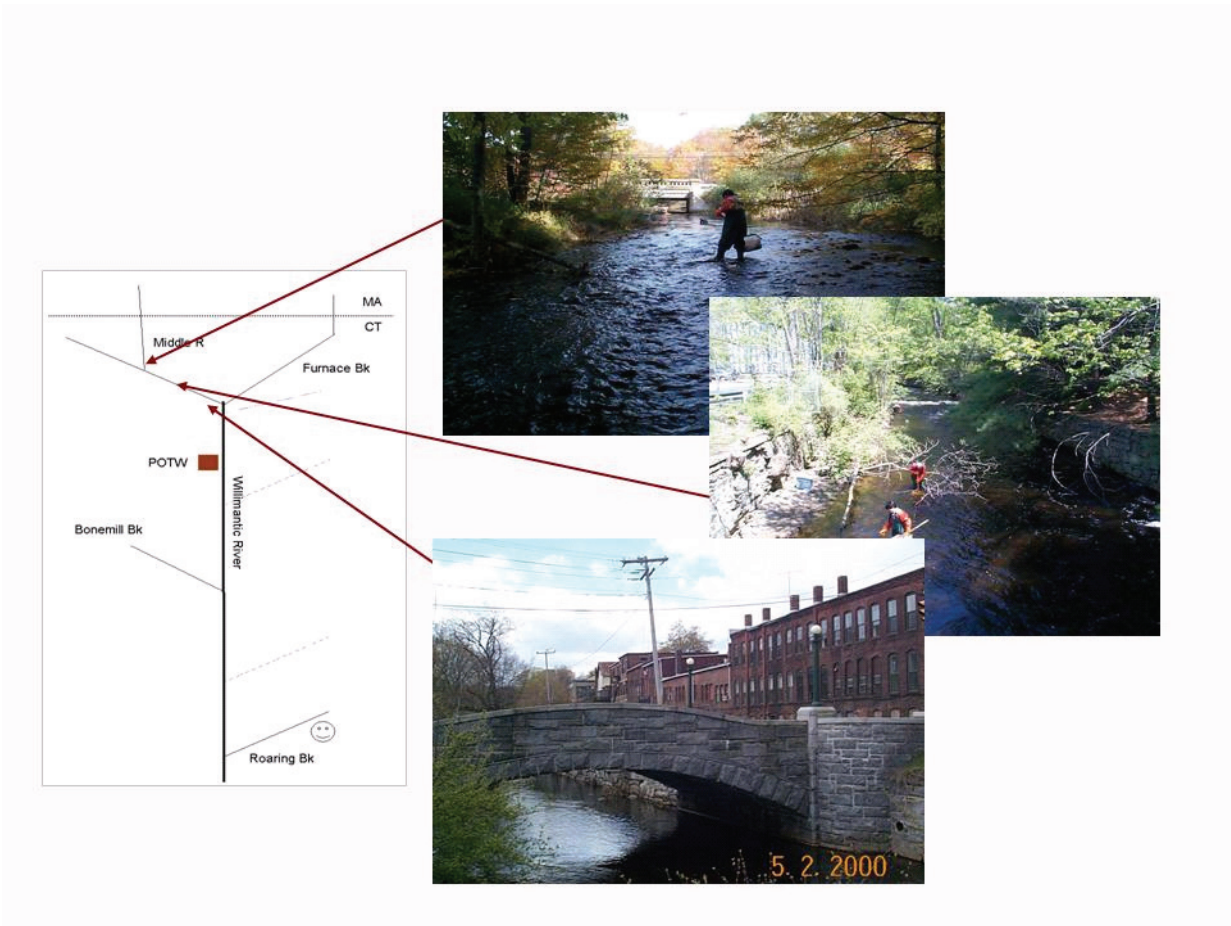 MA
CT
Middle R
Furnace Bk
POTW
Willimantic River
Bonemill Bk
Roaring Bk
5. 2. 2000